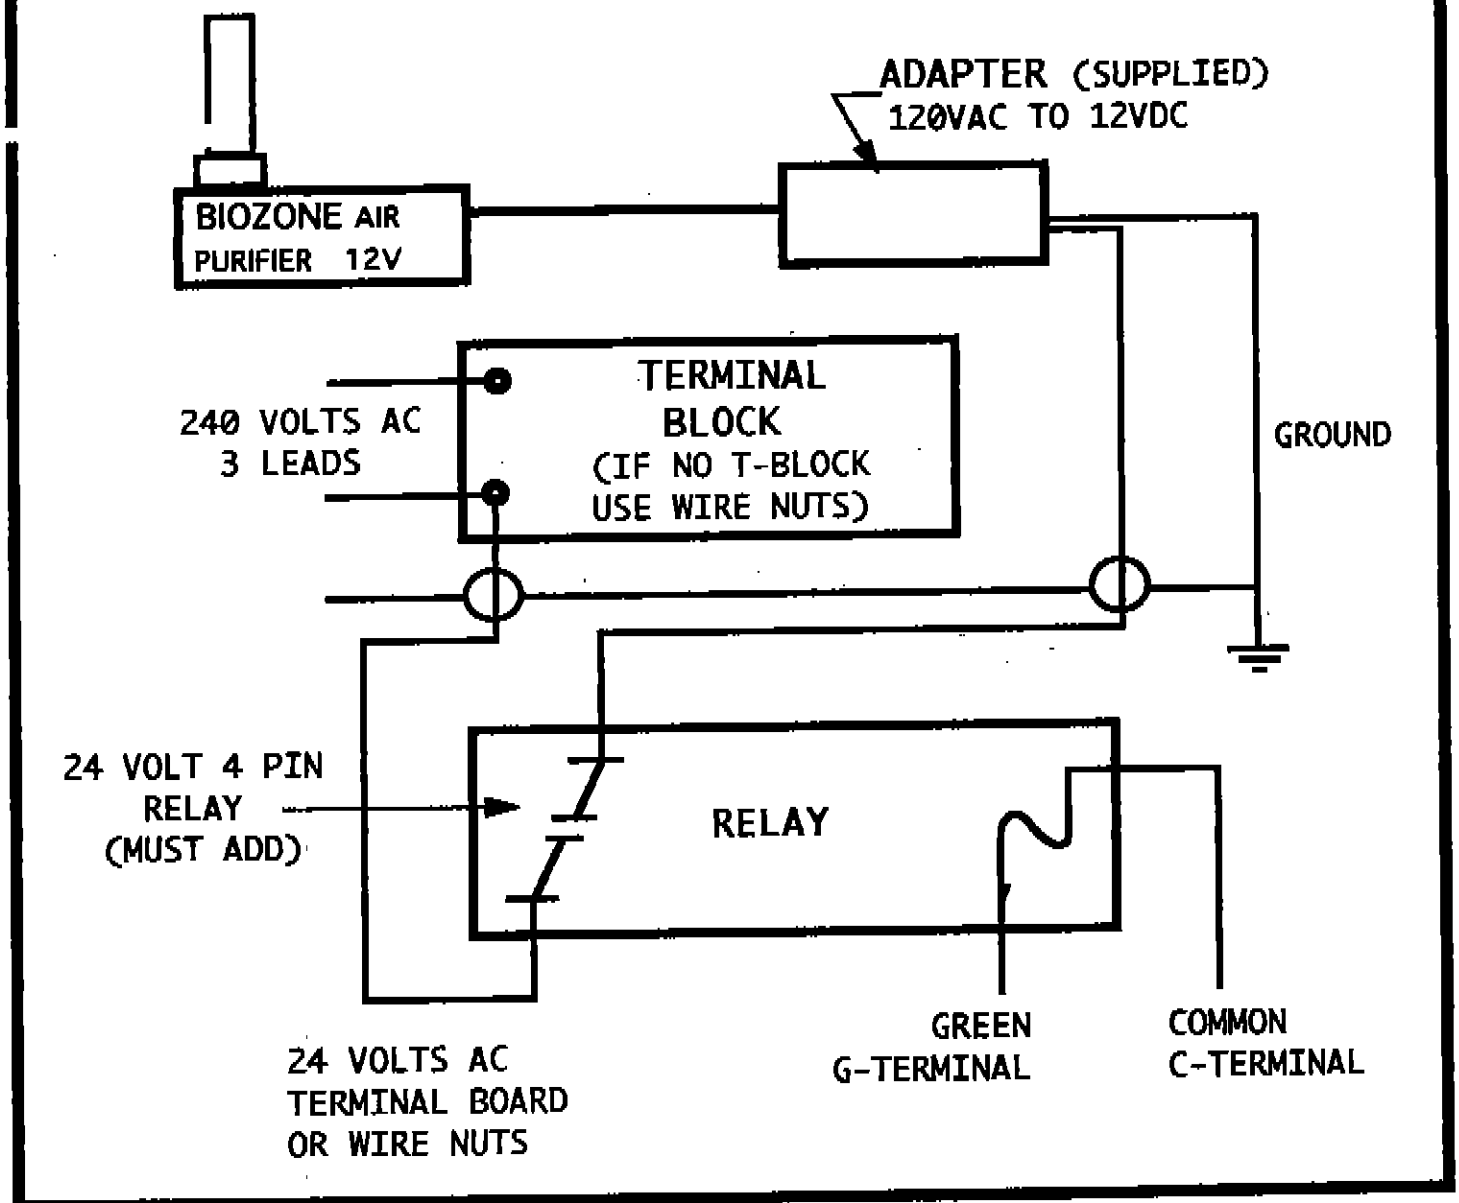 ADAPTER (SUPPLIED)
120VAC TO 12VDC
BIOZONE AIR
PURIFIER 12V
TERMINAL
BLOCK
(IF NO T-BLOCK
USE WIRE NUTS)
240 VOLTS AC
3 LEADS
GROUND
24 VOLT 4 PIN
RELAY
(MUST ADD)
RELAY
GREEN
G-TERMINAL
COMMON
C-TERMINAL
24 VOLTS AC
TERMINAL BOARD
OR WIRE NUTS